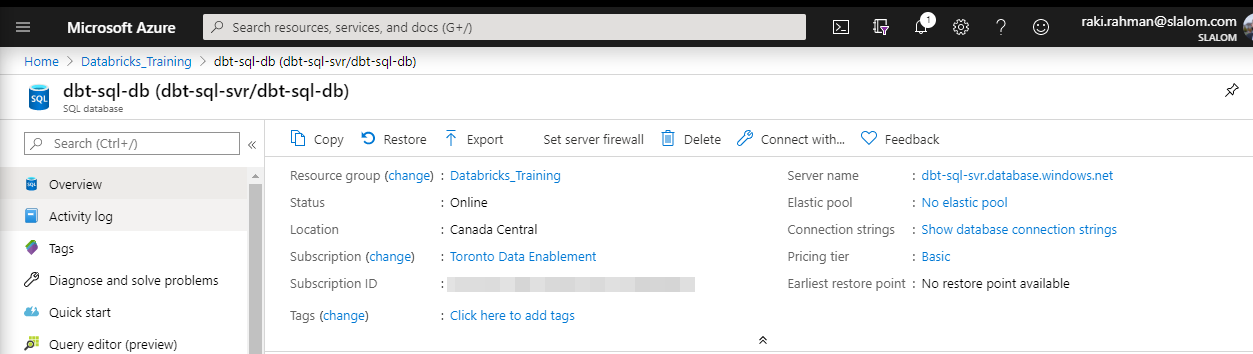 Microsoft Azure
Search resources, services, and docs (G+/)
1
raki.rahman@slalom.com
SLALOM
Home > Databricks_Training > dbt-sql-db (dbt-sql-svr/dbt-sql-db)
SQL
dbt-sql-db (dbt-sql-svr/dbt-sql-db)
SQL database
Search (Ctrl+/)
«
Overview
Activity log
Tags
Diagnose and solve problems
Quick start
Query editor (preview)
Copy
Restore
Export
Set server firewall
Delete
Connect with...
Feedback
Resource group (change) : Databricks_Training
Status : Online
Location : Canada Central
Subscription (change) : Toronto Data Enablement
Subscription ID :
Tags (change) : Click here to add tags
Server name : dbt-sql-svr.database.windows.net
Elastic pool : No elastic pool
Connection strings : Show database connection strings
Pricing tier : Basic
Earliest restore point : No restore point available